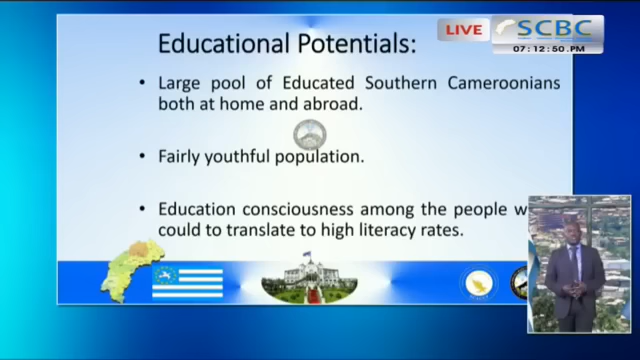 Educational Potentials:
LIVE
SCBC
07:12:50 PM
• Large pool of Educated Southern Cameroonians
both at home and abroad.
• Fairly youthful population.
• Education consciousness among the people w
could to translate to high literacy rates.